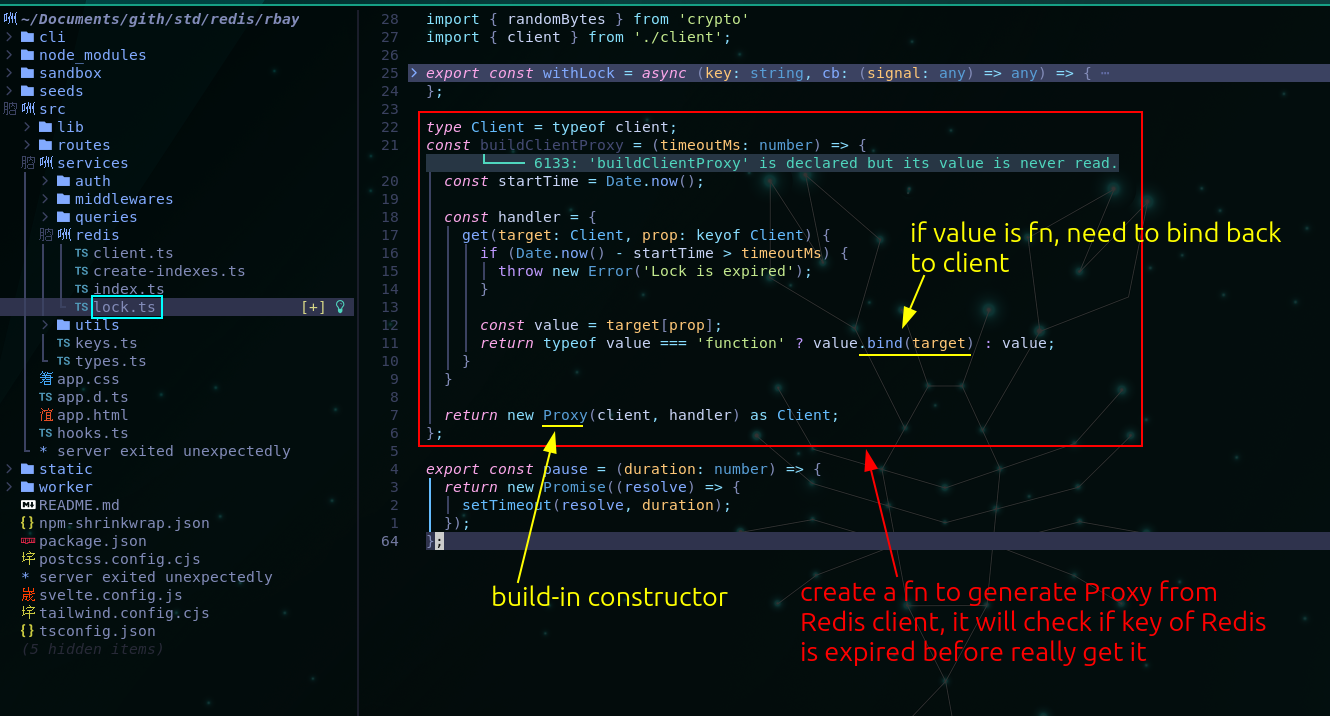 ~/Documents/gith/std/redis/rbay
cli
node_modules
sandbox
seeds
src
lib
routes
services
auth
middlewares
queries
redis
TS client.ts
TS create-indexes.ts
TS index.ts
TS lock.ts [+]
utils
TS keys.ts
TS types.ts
app.css
TS app.d.ts
app.html
TS hooks.ts
* server exited unexpectedly
static
worker
README.md
{} npm-shrinkwrap.json
package.json
postcss.config.cjs
* server exited unexpectedly
svelte.config.js
tailwind.config.cjs
{} tsconfig.json
(5 hidden items)
28 import { randomBytes } from 'crypto'
27 import { client } from './client';
26
25 > export const withLock = async (key: string, cb: (signal: any) => any) => { ⋯
24 };
23
22 type Client = typeof client;
21 const buildClientProxy = (timeoutMs: number) => {
6133: 'buildClientProxy' is declared but its value is never read.
20 const startTime = Date.now();
19
18 const handler = {
17 get(target: Client, prop: keyof Client) {
16 if (Date.now() - startTime > timeoutMs) {
15 throw new Error('Lock is expired');
14 }
13
12 const value = target[prop];
11 return typeof value === 'function' ? value.bind(target) : value;
10 }
9 }
8
7 return new Proxy(client, handler) as Client;
6 };
5
4 export const pause = (duration: number) => {
3 return new Promise((resolve) => {
2 setTimeout(resolve, duration);
1 });
64 };
if value is fn, need to bind back
to client
build-in constructor
create a fn to generate Proxy from
Redis client, it will check if key of Redis
is expired before really get it